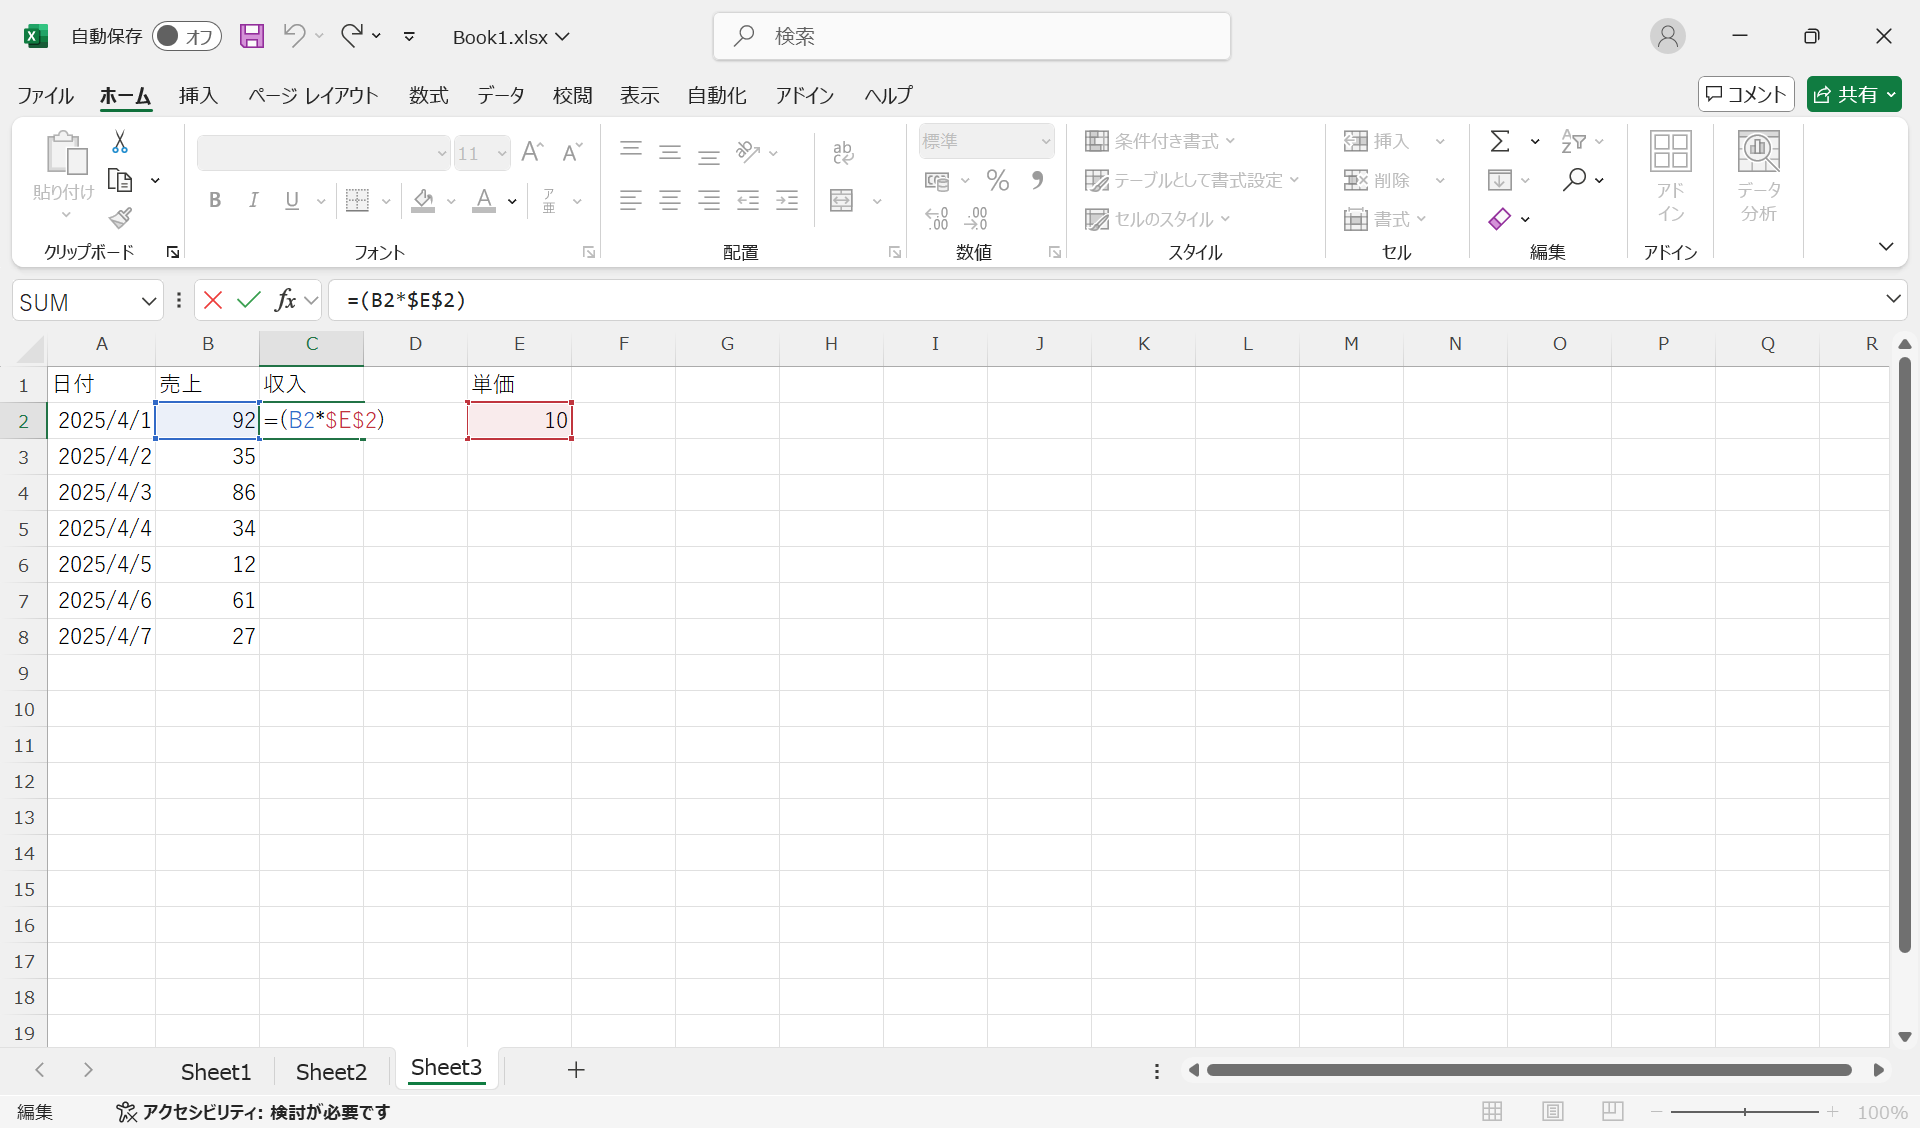 自動保存 オフ Book1.xlsx 検索
ファイル ホーム 挿入 ページ レイアウト 数式 データ 校閲 表示 自動化 アドイン ヘルプ コメント 共有
貼り付け
クリップボード
11
B I U A ア亜
フォント
ab c
配置
標準
% 9
←0 .00 .00 →0
数値
条件付き書式
テーブルとして書式設定
セルのスタイル
スタイル
挿入
削除
書式
セル
Σ AZ
編集
アド
イン
アドイン
データ
分析
SUM fx =(B2*$E$2)
A B C D E F G H I J K L M N O P Q R
1 日付 売上 収入 単価
2 2025/4/1 92 =(B2*$E$2) 10
3 2025/4/2 35
4 2025/4/3 86
5 2025/4/4 34
6 2025/4/5 12
7 2025/4/6 61
8 2025/4/7 27
9
10
11
12
13
14
15
16
17
18
19
Sheet1 Sheet2 Sheet3
編集 アクセシビリティ: 検討が必要です 100%